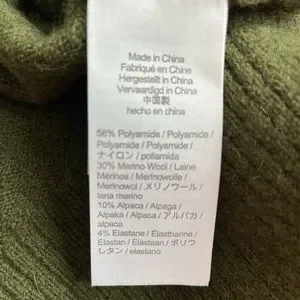 Made in China
Fabriqué en Chine
Hergestellt in China
Vervaardigd in China
中国製
hecho en china
56% Polyamide / Polyamide /
Polyamide / Polyamide /
ナイロン / poliamida
30% Merino Wool / Laine
Mérinos / Merinowolle /
Merinowol / メリノウール /
lana merino
10% Alpaca / Alpaga /
Alpaka / Alpaca / アルパカ /
alpaca
4% Elastane / Élasthanne /
Elastan / Elastaan / ポリウ
レタン / elastano